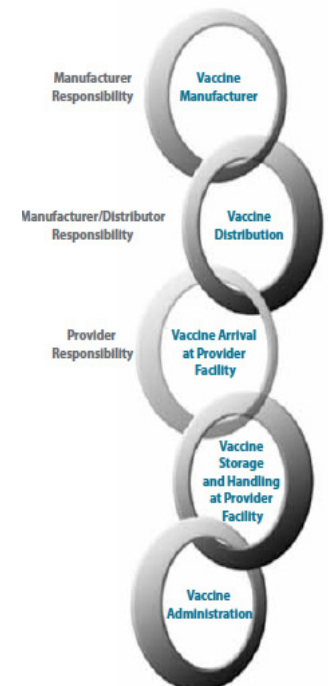 Manufacturer
Responsibility
Vaccine
Manufacturer
Manufacturer/Distributor
Responsibility
Vaccine
Distribution
Provider
Responsibility
Vaccine Arrival
at Provider
Facility
Vaccine
Storage
and Handling
at Provider
Facility
Vaccine
Administration